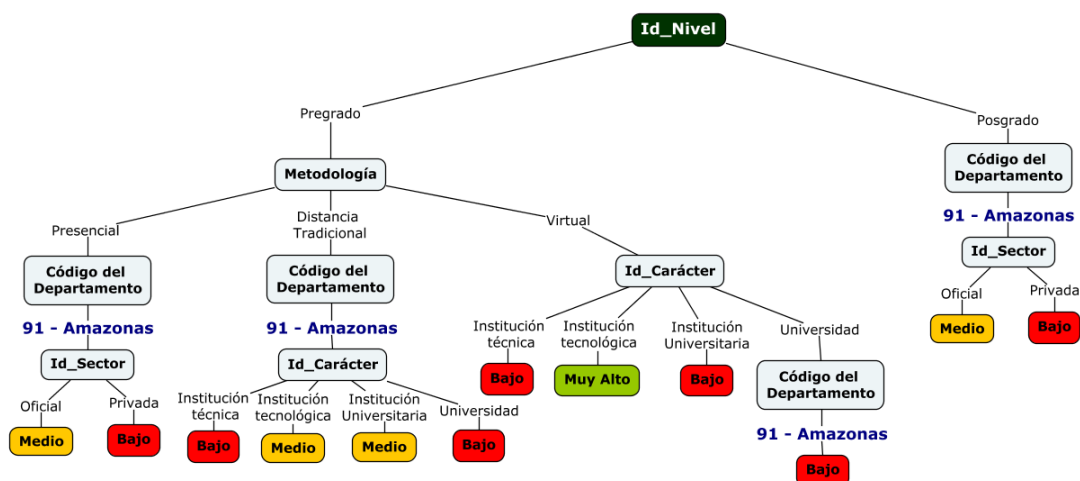 Id_Nivel
Pregrado
Posgrado
Metodología
Código del
Departamento
91 - Amazonas
Id_Sector
Oficial
Privada
Medio
Bajo
Presencial
Distancia
Tradicional
Virtual
Código del
Departamento
91 - Amazonas
Id_Sector
Oficial
Privada
Medio
Bajo
Código del
Departamento
91 - Amazonas
Id_Carácter
Institución
técnica
Institución
tecnológica
Institución
Universitaria
Universidad
Bajo
Medio
Medio
Bajo
Id_Carácter
Institución
técnica
Institución
tecnológica
Institución
Universitaria
Universidad
Bajo
Muy Alto
Bajo
Código del
Departamento
91 - Amazonas
Bajo